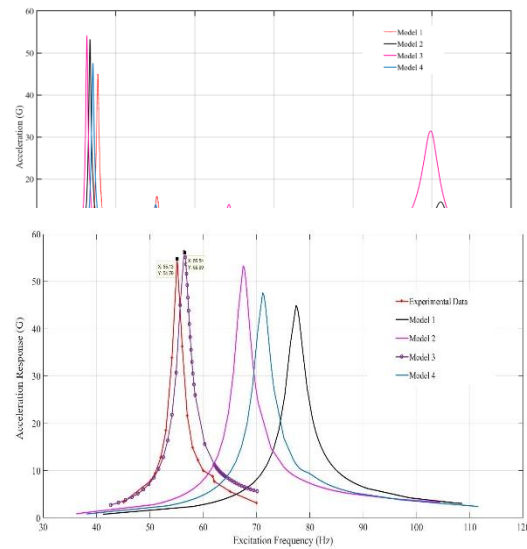 60
50
40
30
20
Acceleration (G)
Model 1
Model 2
Model 3
Model 4
60
50
40
30
20
10
0
Acceleration Response (G)
Experimental Data
Model 1
Model 2
Model 3
Model 4
30
40
50
60
70
80
90
100
110
120
Excitation Frequency (Hz)